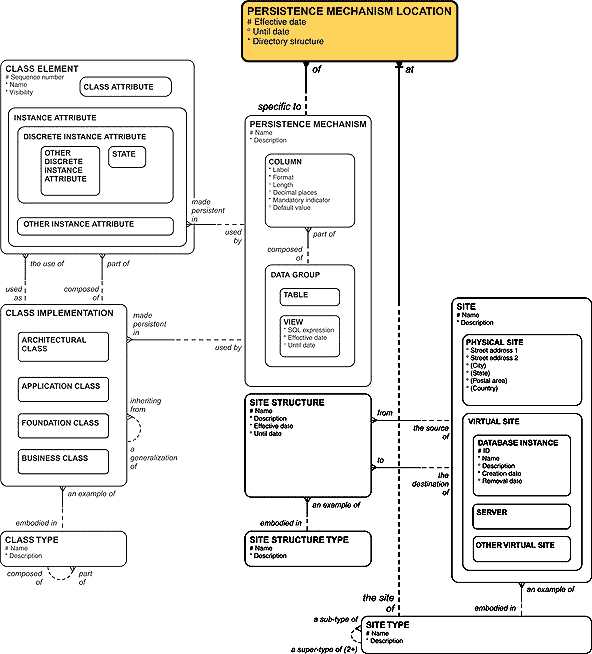 PERSISTENCE MECHANISM LOCATION
# Effective date
° Until date
* Directory structure
of
at
specific to
CLASS ELEMENT
# Sequence number
* Name
* Visibility
CLASS ATTRIBUTE
INSTANCE ATTRIBUTE
DISCRETE INSTANCE ATTRIBUTE
OTHER
DISCRETE
INSTANCE
ATTRIBUTE
STATE
OTHER INSTANCE ATTRIBUTE
made
persistent
in
used
by
PERSISTENCE MECHANISM
# Name
* Description
COLUMN
* Label
* Format
° Length
° Decimal places
* Mandatory indicator
° Default value
part of
composed
of
DATA GROUP
TABLE
VIEW
* SQL expression
* Effective date
° Until date
the use of
part of
used
as
composed
of
CLASS IMPLEMENTATION
ARCHITECTURAL
CLASS
APPLICATION CLASS
FOUNDATION CLASS
BUSINESS CLASS
made
persistent
in
used by
inheriting
from
a
generalization
of
an example of
embodied in
CLASS TYPE
# Name
* Description
composed
of
part
of
SITE STRUCTURE
# Name
* Description
* Effective date
° Until date
from
the source
of
to
the
destination
of
an example of
embodied in
SITE STRUCTURE TYPE
# Name
* Description
SITE
# Name
* Description
PHYSICAL SITE
* Street address 1
* Street address 2
* (City)
* (State)
* (Postal area)
* (Country)
VIRTUAL SITE
DATABASE INSTANCE
# ID
* Name
* Description
* Creation date
° Removal date
SERVER
OTHER VIRTUAL SITE
an example of
embodied in
the site
of
a sub-type of
a super-type of (2+)
SITE TYPE
# Name
* Description